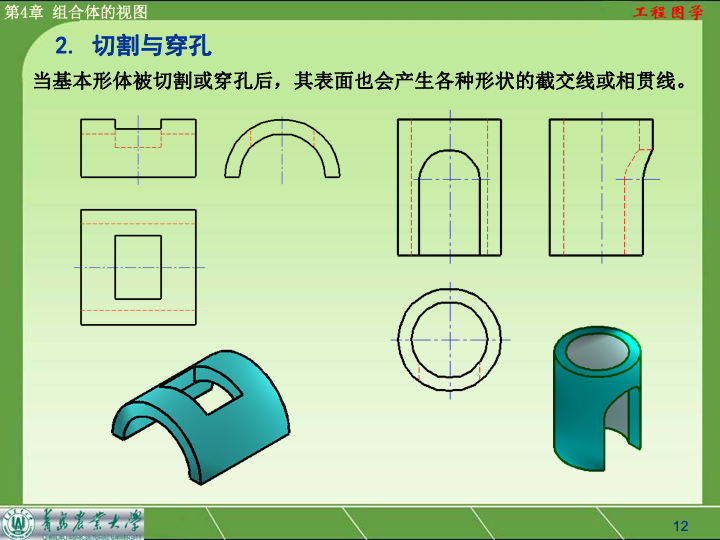 第4章 组合体的视图
工程图学
2. 切割与穿孔
当基本形体被切割或穿孔后，其表面也会产生各种形状的截交线或相贯线。
青岛农业大学
12